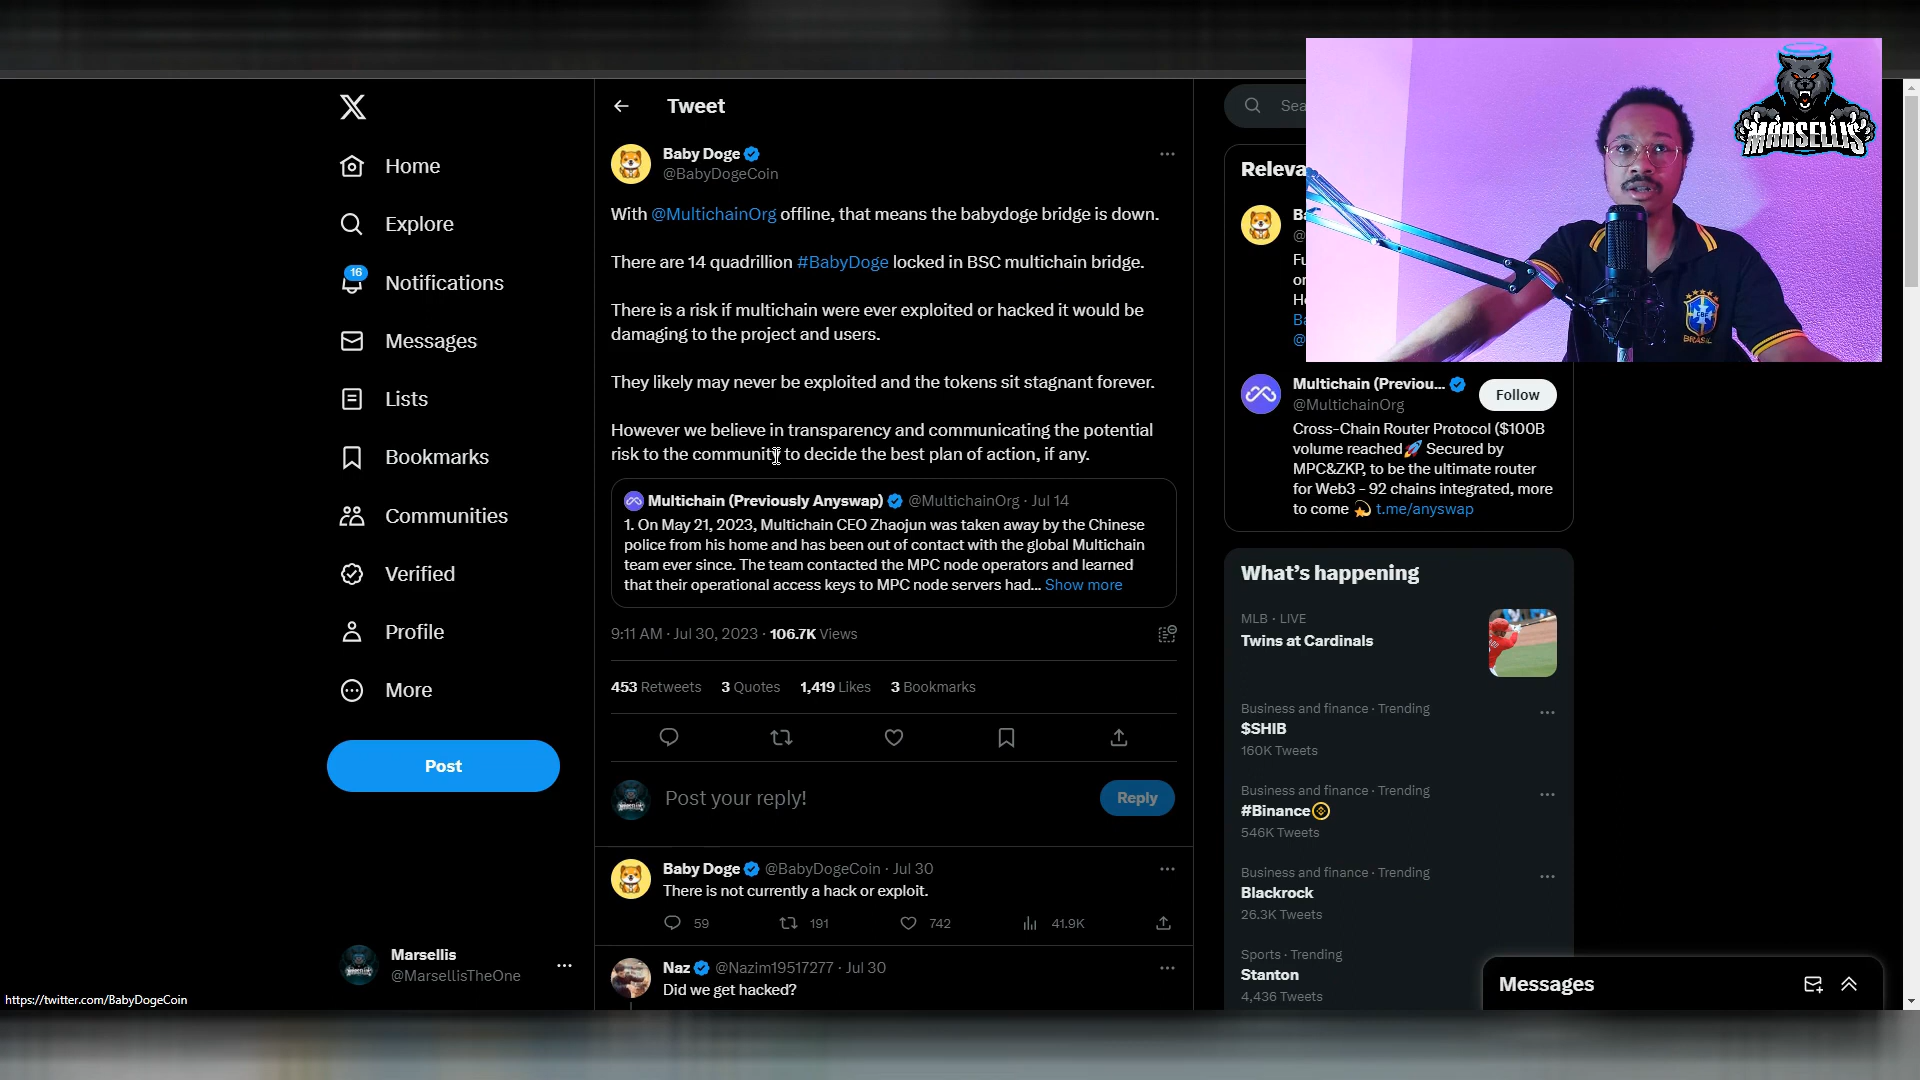 Tweet
Home
Explore
16
Notifications
Messages
Lists
Bookmarks
Communities
Verified
Profile
More
Post
Marsellis
@MarsellisTheOne
https://twitter.com/BabyDogeCoin
Baby Doge
@BabyDogeCoin
With @MultichainOrg offline, that means the babydoge bridge is down.
There are 14 quadrillion #BabyDoge locked in BSC multichain bridge.
There is a risk if multichain were ever exploited or hacked it would be
damaging to the project and users.
They likely may never be exploited and the tokens sit stagnant forever.
However we believe in transparency and communicating the potential
risk to the community to decide the best plan of action, if any.
Multichain (Previously Anyswap) @MultichainOrg · Jul 14
1. On May 21, 2023, Multichain CEO Zhaojun was taken away by the Chinese
police from his home and has been out of contact with the global Multichain
team ever since. The team contacted the MPC node operators and learned
that their operational access keys to MPC node servers had... Show more
9:11 AM · Jul 30, 2023 · 106.7K Views
453 Retweets 3 Quotes 1,419 Likes 3 Bookmarks
Post your reply!
Reply
Baby Doge @BabyDogeCoin · Jul 30
There is not currently a hack or exploit.
59 191 742 41.9K
Naz @Nazim19517277 · Jul 30
Did we get hacked?
MARSELLIS
BRASIL
Multichain (Previou...
@MultichainOrg
Follow
Cross-Chain Router Protocol ($100B
volume reached🚀 Secured by
MPC&ZKP, to be the ultimate router
for Web3 - 92 chains integrated, more
to come 💫 t.me/anyswap
What's happening
MLB · LIVE
Twins at Cardinals
Business and finance · Trending
$SHIB
160K Tweets
Business and finance · Trending
#Binance
546K Tweets
Business and finance · Trending
Blackrock
26.3K Tweets
Sports · Trending
Stanton
4,436 Tweets
Messages